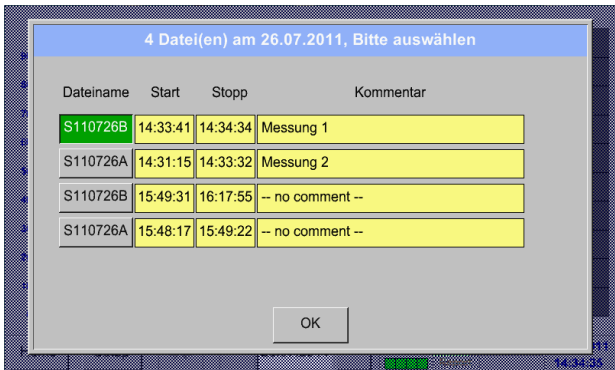 4 Datei(en) am 26.07.2011, Bitte auswählen
Dateiname Start Stopp Kommentar
S110726B 14:33:41 14:34:34 Messung 1
S110726A 14:31:15 14:33:32 Messung 2
S110726B 15:49:31 16:17:55 -- no comment --
S110726A 15:48:17 15:49:22 -- no comment --
OK
14:34:35